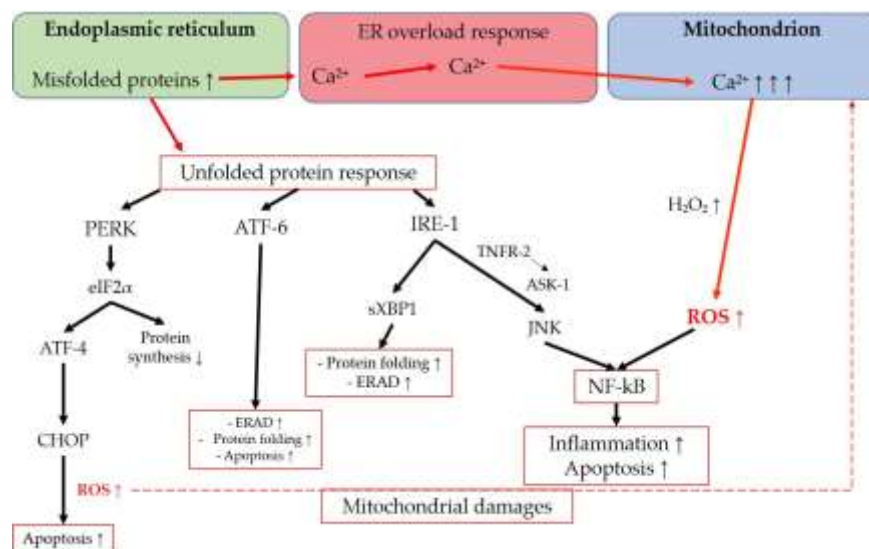 Endoplasmic reticulum
ER overload response
Mitochondrion
Misfolded proteins ↑
Ca²⁺
Ca²⁺
Ca²⁺ ↑ ↑ ↑
Unfolded protein response
H₂O₂ ↑
PERK
ATF-6
IRE-1
TNFR-2
ASK-1
eIF2α
sXBP1
JNK
ROS ↑
ATF-4
Protein
synthesis ↓
- Protein folding ↑
- ERAD ↑
NF-kB
CHOP
- ERAD ↑
- Protein folding ↑
- Apoptosis ↑
Inflammation ↑
Apoptosis ↑
ROS ↑
Mitochondrial damages
Apoptosis ↑